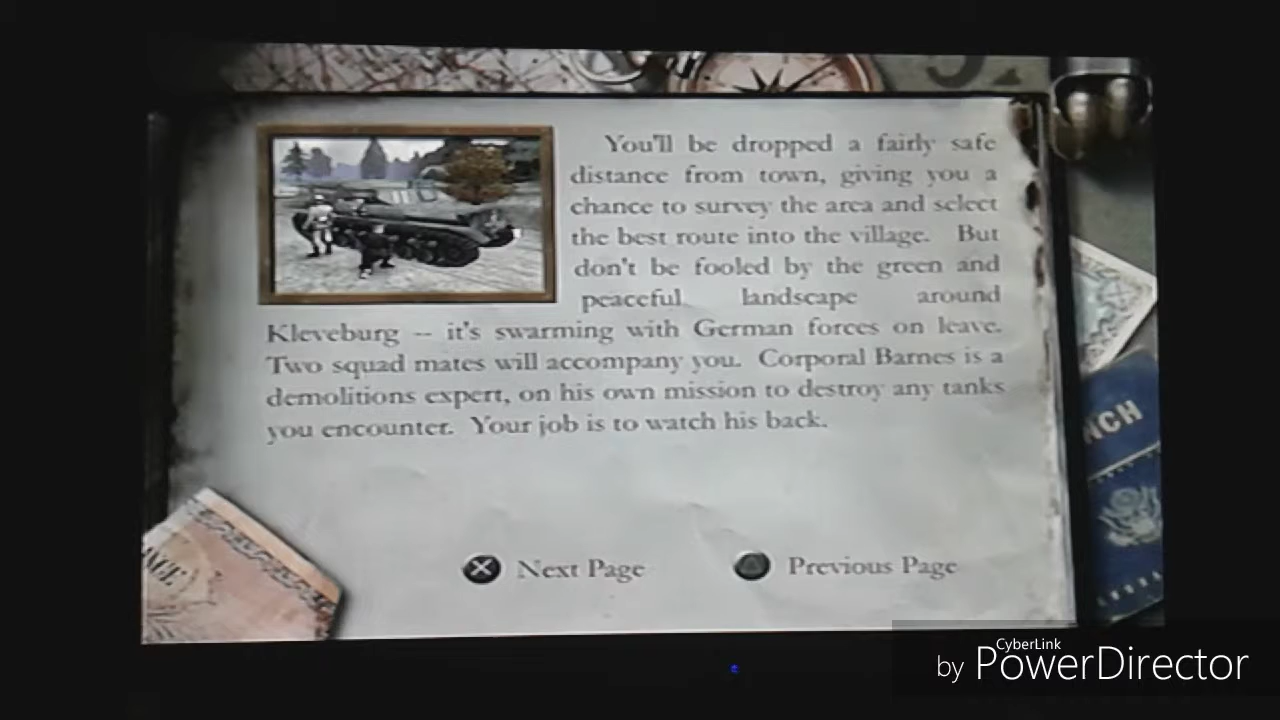 You'll be dropped a fairly safe
distance from town, giving you a
chance to survey the area and select
the best route into the village. But
don't be fooled by the green and
peaceful landscape around
Kleveburg -- it's swarming with German forces on leave.
Two squad mates will accompany you. Corporal Barnes is a
demolitions expert, on his own mission to destroy any tanks
you encounter. Your job is to watch his back.
NCH
Next Page
Previous Page
CyberLink
by PowerDirector